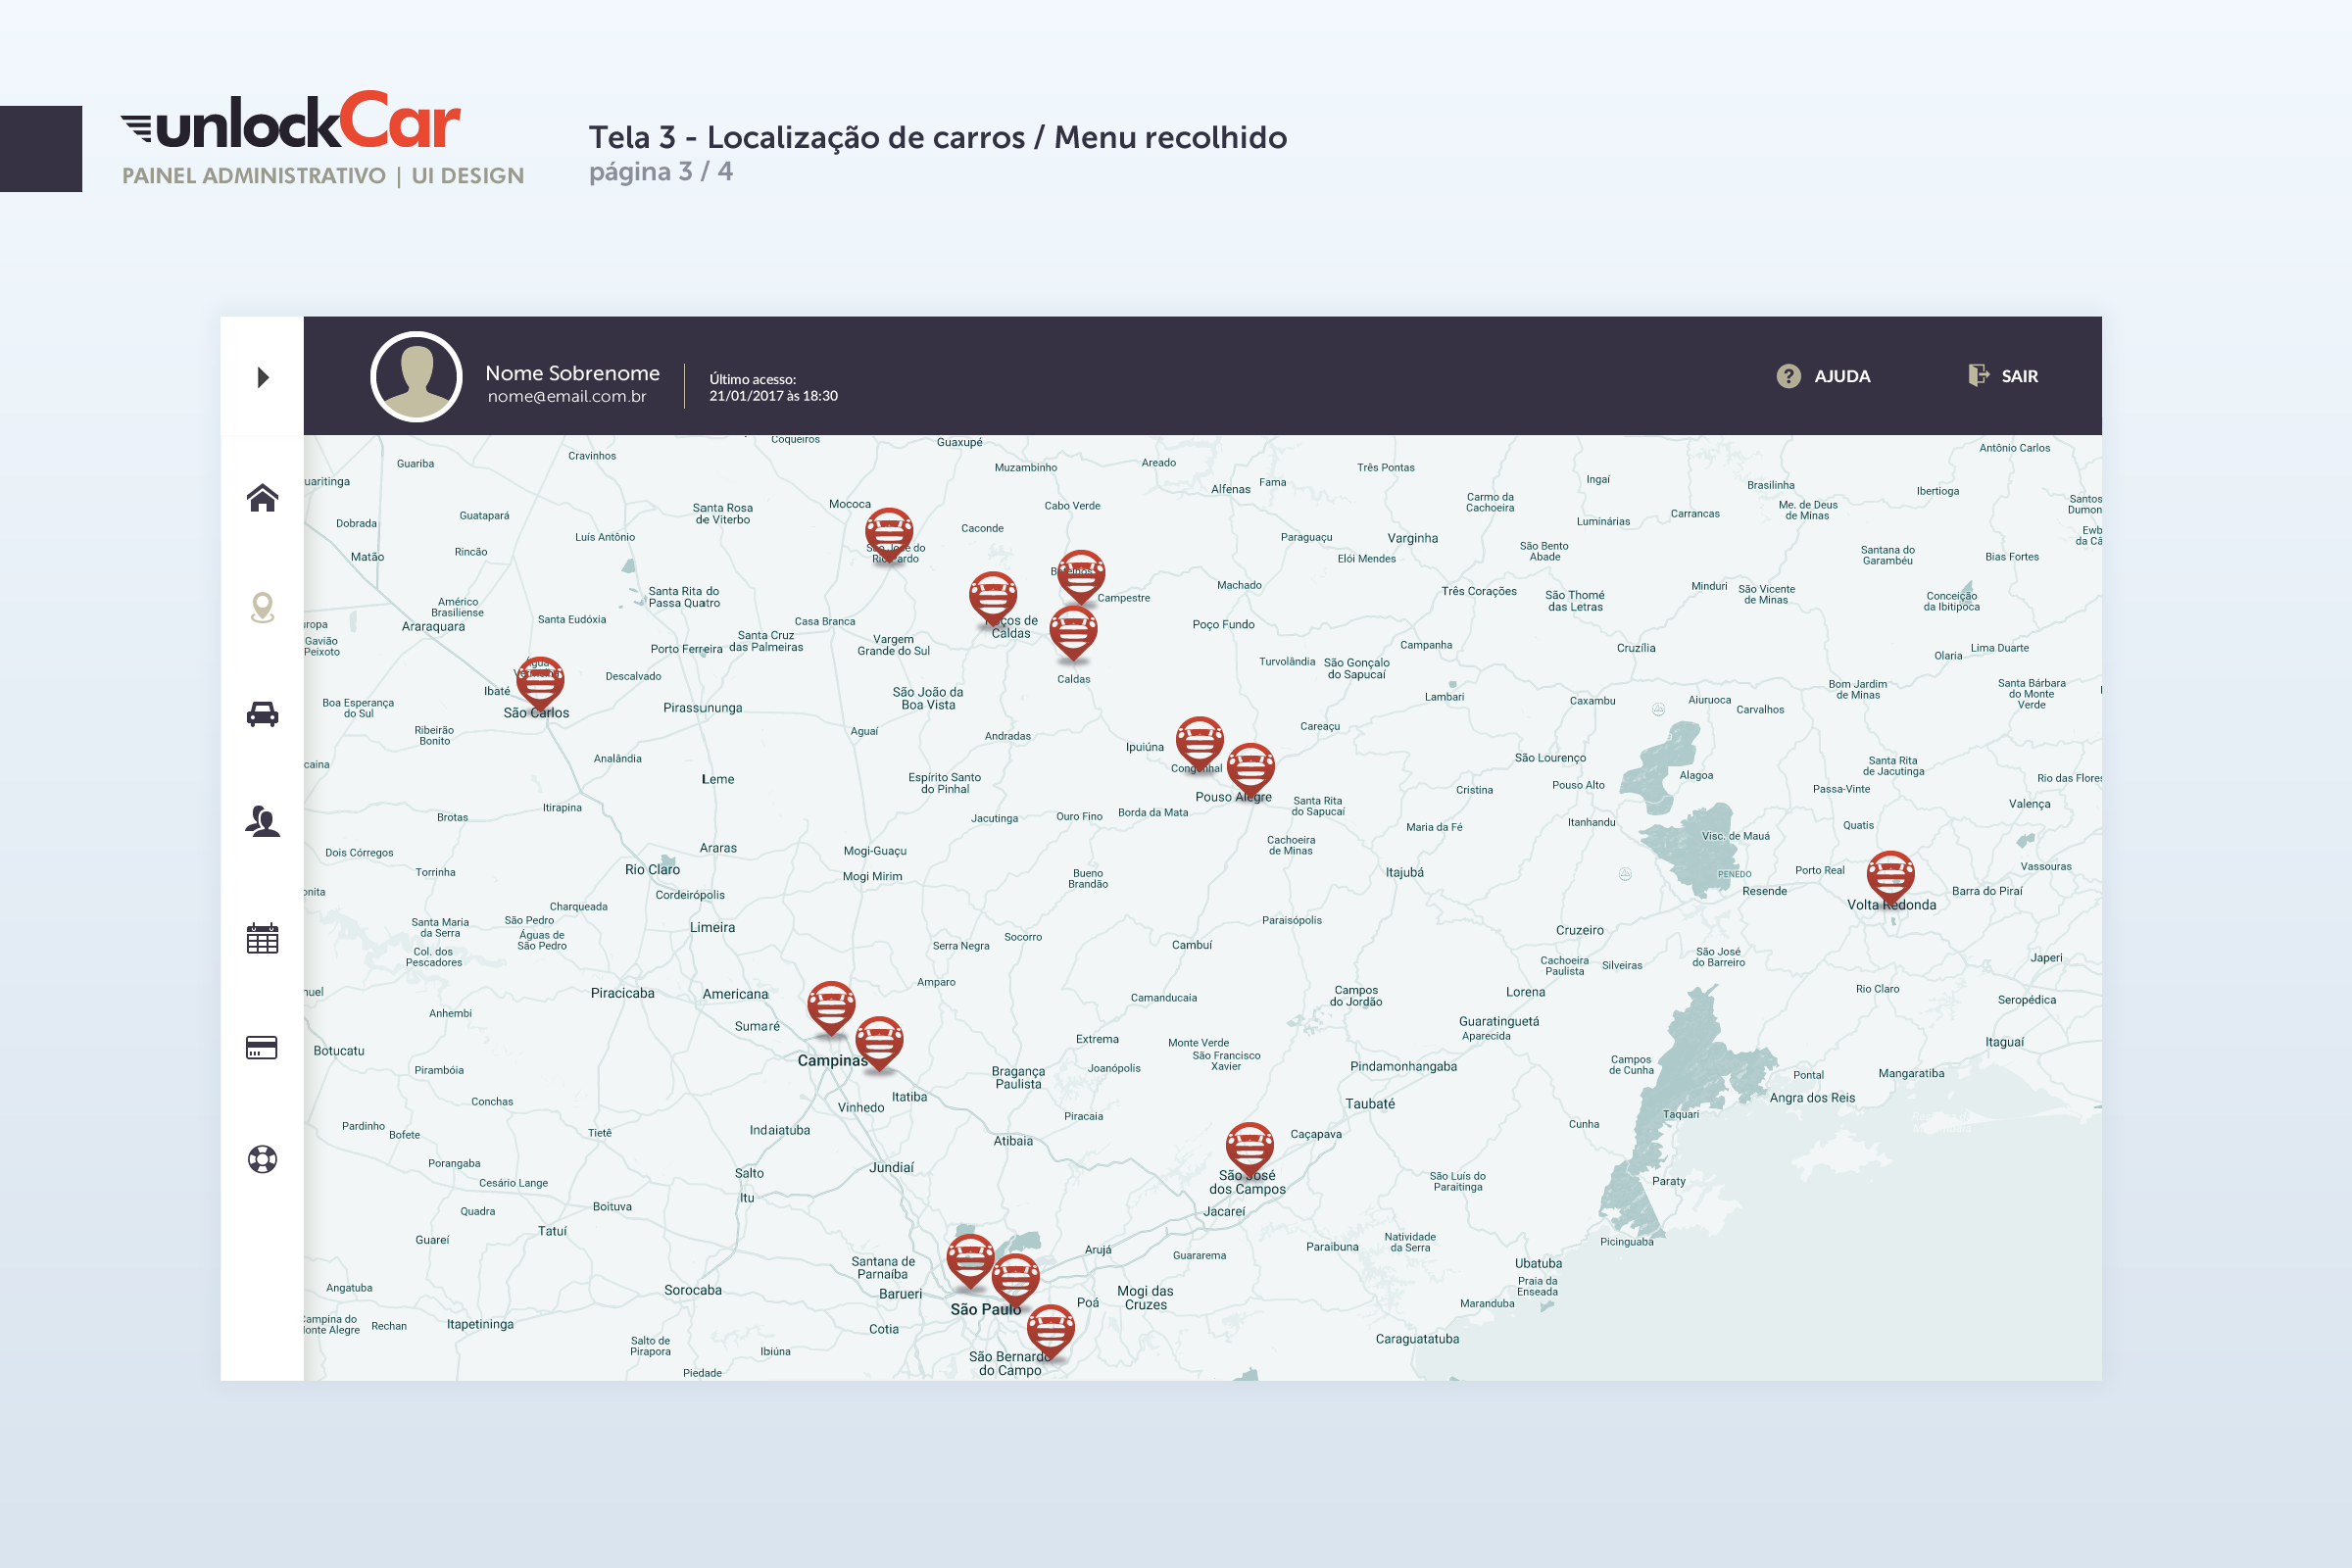 unlockCar
PAINEL ADMINISTRATIVO | UI DESIGN
Tela 3 - Localização de carros / Menu recolhido
página 3 / 4
Nome Sobrenome
nome@email.com.br
Último acesso:
21/01/2017 às 18:30
AJUDA
SAIR
Coqueiros
Guaxupé
Antônio Carlos
Guariba
Cravinhos
Muzambinho
Areado
Três Pontas
uaritinga
Alfenas
Fama
Ingaí
Brasilinha
Ibertioga
Dobrada
Guatapará
Santa Rosa
de Viterbo
Mococa
Caconde
Cabo Verde
Carmo da
Cachoeira
Luminárias
Carrancas
Me. de Deus
de Minas
Santos
Dumon
Ewb
da Câ
Matão
Rincão
Luís Antônio
Paraguaçu
Elói Mendes
Varginha
São Bento
Abade
Santana do
Garambéu
Bias Fortes
Américo
Brasiliense
Araraquara
Santa Eudóxia
Santa Rita do
Passa Quatro
Casa Branca
Campestre
Machado
Três Corações
São Thomé
das Letras
Minduri
São Vicente
de Minas
Conceição
da Ibitipoca
uropa
Gavião
Peixoto
Porto Ferreira
Santa Cruz
das Palmeiras
Vargem
Grande do Sul
Caldas
Poço Fundo
Campanha
Cruzília
Olaria
Lima Duarte
Ibaté
São Carlos
Descalvado
Caldas
Turvolândia
São Gonçalo
do Sapucaí
Lambari
Caxambu
Aiuruoca
Carvalhos
Bom Jardim
de Minas
Santa Bárbara
do Monte
Verde
Boa Esperança
do Sul
Pirassununga
São João da
Boa Vista
Ribeirão
Bonito
Aguaí
Andradas
Ipuiúna
Careaçu
caina
Analândia
Leme
Espírito Santo
do Pinhal
Congonhal
Pouso Alegre
São Lourenço
Alagoa
Santa Rita
de Jacutinga
Rio das Flores
Itirapina
Brotas
Jacutinga
Ouro Fino
Borda da Mata
Santa Rita
do Sapucaí
Cristina
Pouso Alto
Passa-Vinte
Valença
Dois Córregos
Araras
Mogi-Guaçu
Cachoeira
de Minas
Maria da Fé
Itanhandu
Visc. de Mauá
Quatis
Torrinha
Rio Claro
Mogi Mirim
Bueno
Brandão
Itajubá
PENEDO
Porto Real
Vassouras
onita
Cordeirópolis
Resende
Volta Redonda
Barra do Piraí
Charqueada
Santa Maria
da Serra
São Pedro
Águas de
São Pedro
Limeira
Serra Negra
Socorro
Cambuí
Paraisópolis
Cruzeiro
Col. dos
Pescadores
Cachoeira
Paulista
Silveiras
São José
do Barreiro
Japeri
nuel
Piracicaba
Americana
Amparo
Camanducaia
Campos
do Jordão
Lorena
Rio Claro
Seropédica
Anhembi
Sumaré
Guaratinguetá
Aparecida
Botucatu
Campinas
Extrema
Monte Verde
São Francisco
Xavier
Itaguaí
Pirambóia
Bragança
Paulista
Joanópolis
Pindamonhangaba
Campos
de Cunha
Pontal
Mangaratiba
Conchas
Vinhedo
Itatiba
Piracaia
Taubaté
Taquari
Angra dos Reis
Pardinho
Bofete
Tietê
Indaiatuba
Atibaia
Caçapava
Cunha
Porangaba
Cesário Lange
Salto
Jundiaí
São José
dos Campos
São Luís do
Paraitinga
Paraty
Quadra
Boituva
Itu
Jacareí
Guareí
Tatuí
Santana de
Parnaíba
Arujá
Guararema
Paraibuna
Natividade
da Serra
Picinguaba
Angatuba
Sorocaba
Barueri
São Paulo
Poá
Mogi das
Cruzes
Ubatuba
Praia da
Enseada
Maranduba
ampina do
onte Alegre
Rechan
Itapetininga
Cotia
Caraguatatuba
Salto de
Pirapora
Ibiúna
São Bernardo
do Campo
Piedade